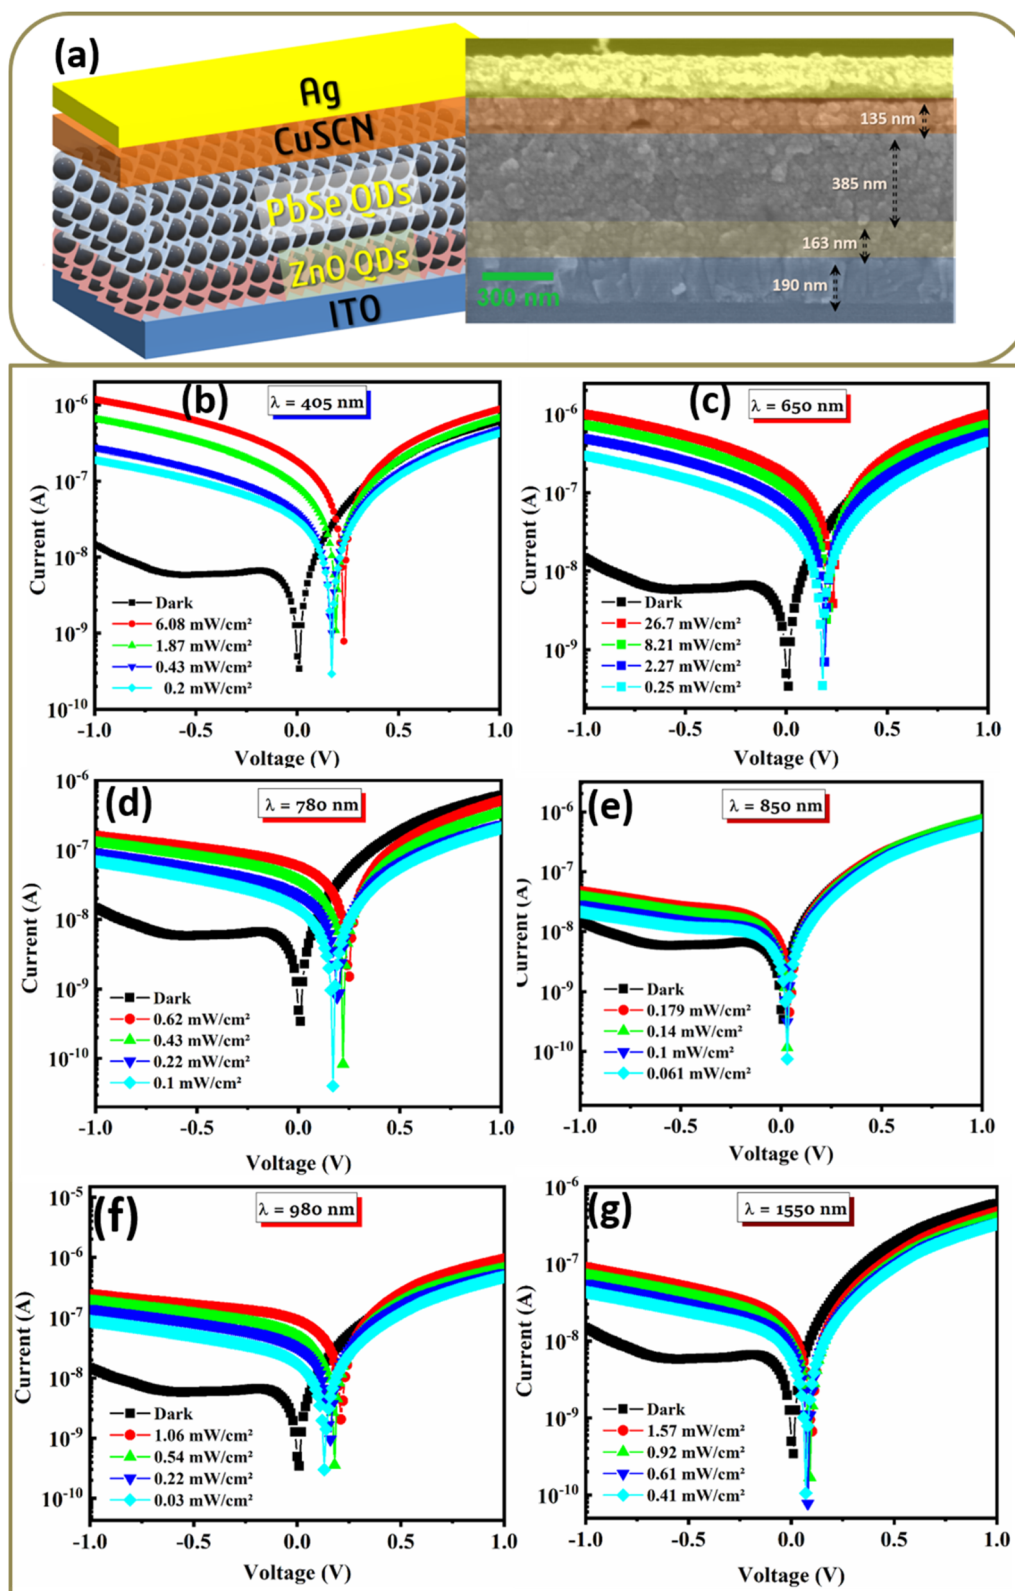 (a)
Ag
CuSCN
PbSe QDs
ZnO QDs
ITO
135 nm
385 nm
163 nm
190 nm
300 nm
(b)
λ = 405 nm
10⁻⁶
10⁻⁷
10⁻⁸
10⁻⁹
10⁻¹⁰
Current (A)
Dark
6.08 mW/cm²
1.87 mW/cm²
0.43 mW/cm²
0.2 mW/cm²
-1.0 -0.5 0.0 0.5 1.0
Voltage (V)
(c)
λ = 650 nm
10⁻⁶
10⁻⁷
10⁻⁸
10⁻⁹
10⁻¹⁰
Current (A)
Dark
26.7 mW/cm²
8.21 mW/cm²
2.27 mW/cm²
0.25 mW/cm²
-1.0 -0.5 0.0 0.5 1.0
Voltage (V)
(d)
λ = 780 nm
10⁻⁶
10⁻⁷
10⁻⁸
10⁻⁹
10⁻¹⁰
Current (A)
Dark
0.62 mW/cm²
0.43 mW/cm²
0.22 mW/cm²
0.1 mW/cm²
-1.0 -0.5 0.0 0.5 1.0
Voltage (V)
(e)
λ = 850 nm
10⁻⁶
10⁻⁷
10⁻⁸
10⁻⁹
10⁻¹⁰
Current (A)
Dark
0.179 mW/cm²
0.14 mW/cm²
0.1 mW/cm²
0.061 mW/cm²
-1.0 -0.5 0.0 0.5 1.0
Voltage (V)
(f)
λ = 980 nm
10⁻⁵
10⁻⁶
10⁻⁷
10⁻⁸
10⁻⁹
10⁻¹⁰
Current (A)
Dark
1.06 mW/cm²
0.54 mW/cm²
0.22 mW/cm²
0.03 mW/cm²
-1.0 -0.5 0.0 0.5 1.0
Voltage (V)
(g)
λ = 1550 nm
10⁻⁶
10⁻⁷
10⁻⁸
10⁻⁹
10⁻¹⁰
Current (A)
Dark
1.57 mW/cm²
0.92 mW/cm²
0.61 mW/cm²
0.41 mW/cm²
-1.0 -0.5 0.0 0.5 1.0
Voltage (V)